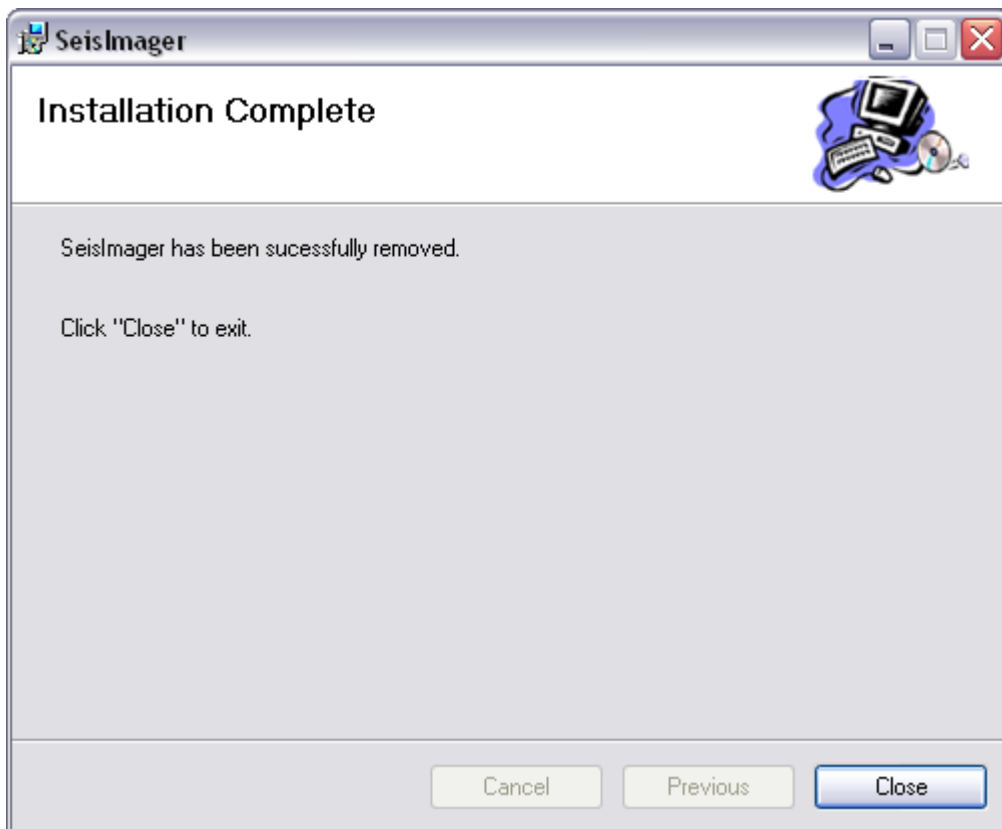 SeisImager
Installation Complete
SeisImager has been sucessfully removed.
Click "Close" to exit.
Cancel
Previous
Close